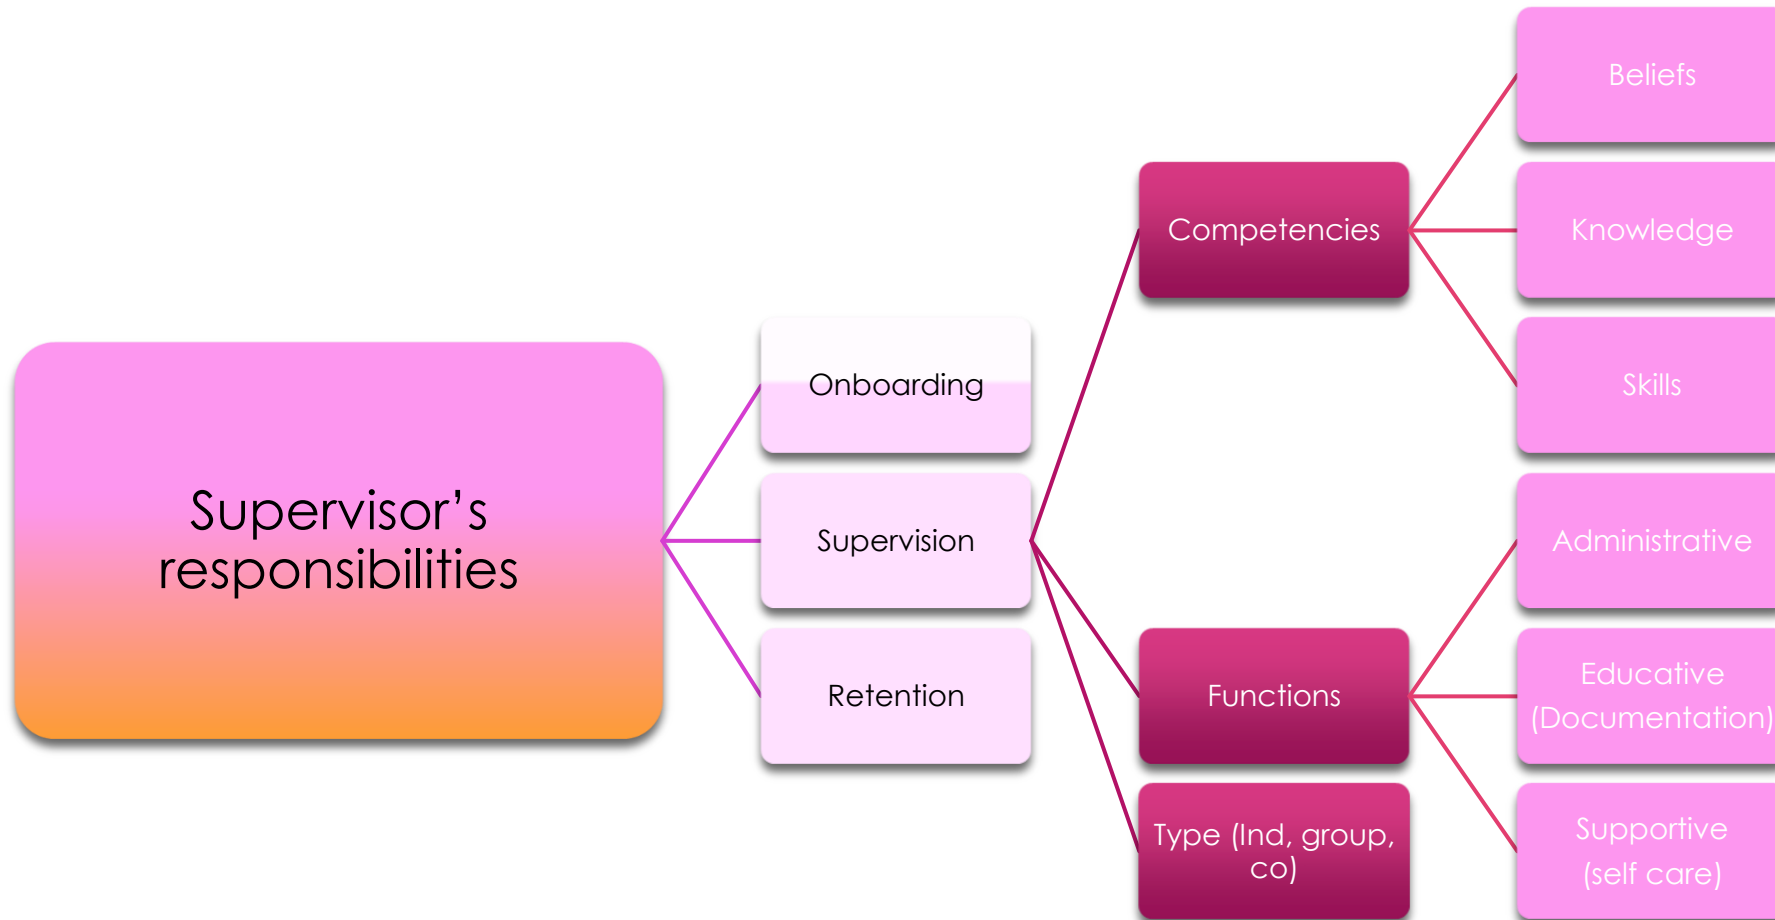 Supervisor’s
responsibilities
Onboarding
Supervision
Retention
Competencies
Functions
Type (Ind, group,
co)
Beliefs
Knowledge
Skills
Administrative
Educative
(Documentation)
Supportive
(self care)